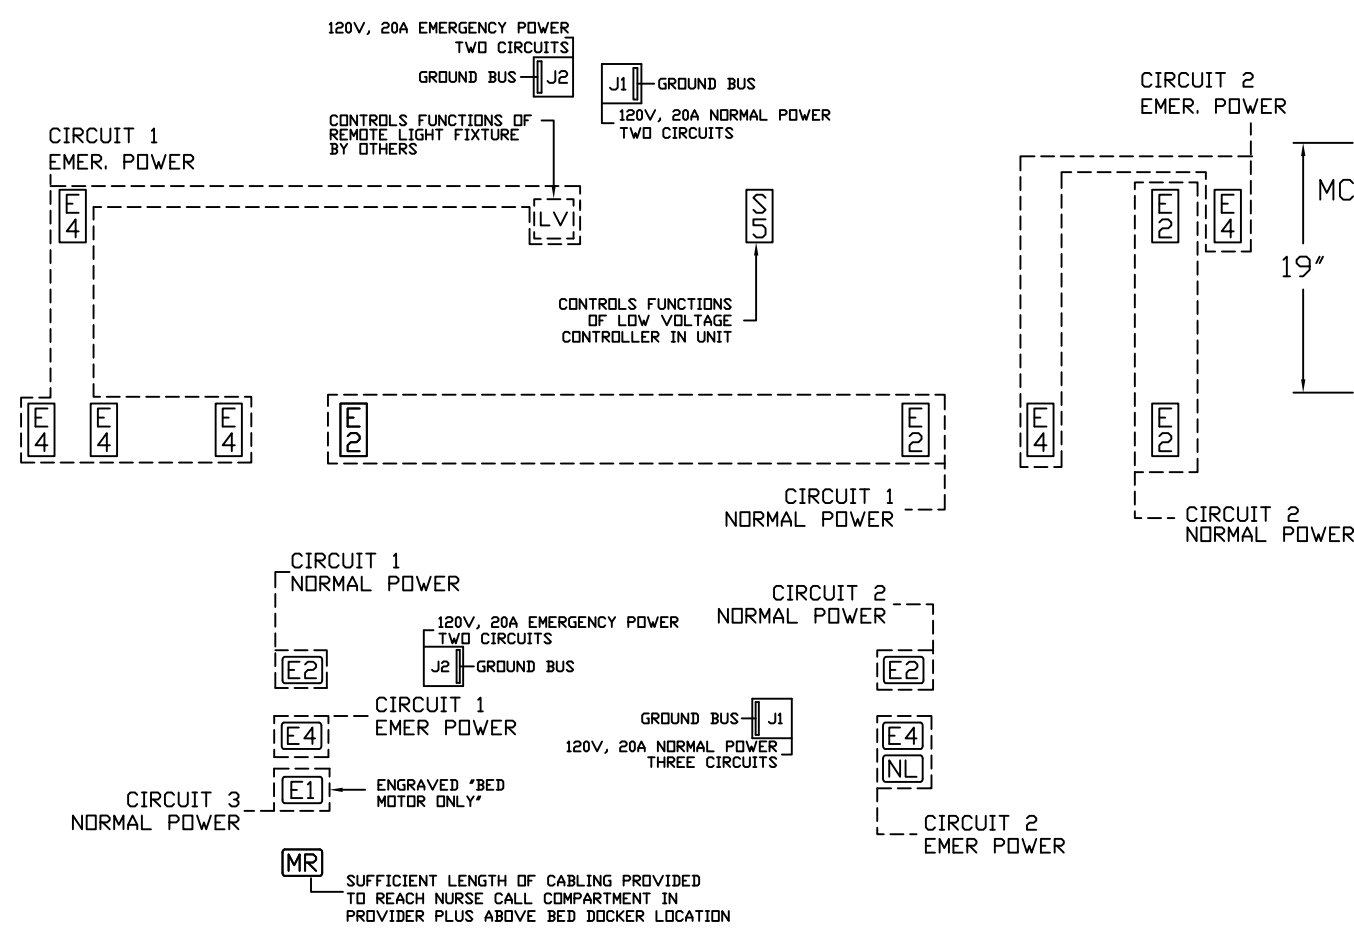 120V, 20A EMERGENCY POWER
TWO CIRCUITS
GROUND BUS
J2
J1
GROUND BUS
120V, 20A NORMAL POWER
TWO CIRCUITS
CONTROLS FUNCTIONS OF
REMOTE LIGHT FIXTURE
BY OTHERS
CIRCUIT 1
EMER. POWER
CIRCUIT 2
EMER. POWER
E
4
LV
S
5
E
2
E
4
MC
19"
CONTROLS FUNCTIONS
OF LOW VOLTAGE
CONTROLLER IN UNIT
E
4
E
4
E
4
E
2
E
2
E
4
E
2
CIRCUIT 1
NORMAL POWER
CIRCUIT 2
NORMAL POWER
CIRCUIT 1
NORMAL POWER
CIRCUIT 2
NORMAL POWER
120V, 20A EMERGENCY POWER
TWO CIRCUITS
E2
J2
GROUND BUS
E2
CIRCUIT 1
EMER POWER
E4
GROUND BUS
J1
120V, 20A NORMAL POWER
THREE CIRCUITS
E4
NL
E1
ENGRAVED "BED
MOTOR ONLY"
CIRCUIT 3
NORMAL POWER
CIRCUIT 2
EMER POWER
MR
SUFFICIENT LENGTH OF CABLING PROVIDED
TO REACH NURSE CALL COMPARTMENT IN
PROVIDER PLUS ABOVE BED DOCKER LOCATION